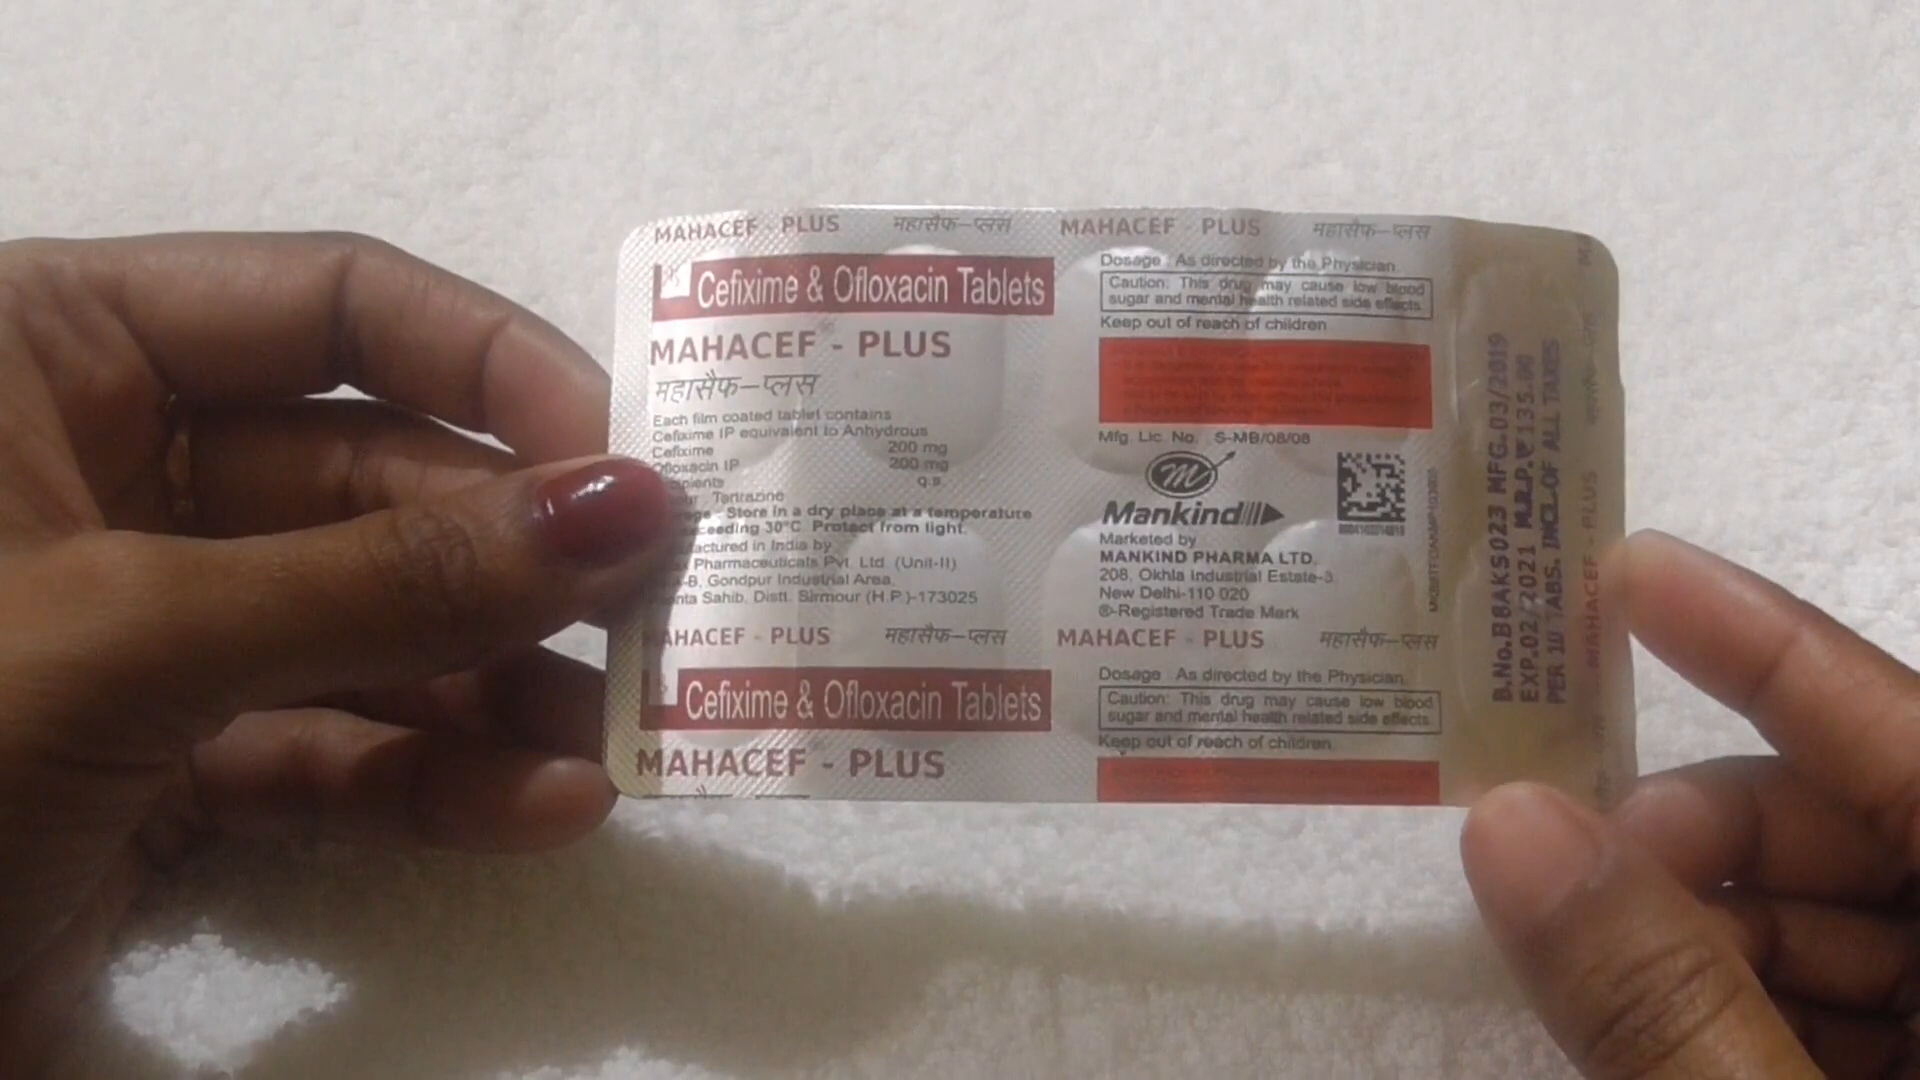 MAHACEF - PLUS महासैफ-प्लस MAHACEF - PLUS महासैफ-प्लस
Cefixime & Ofloxacin Tablets
MAHACEF - PLUS
महासैफ-प्लस
Each film coated tablet contains
Cefixime IP equivalent to Anhydrous
Cefixime 200 mg
Ofloxacin IP 200 mg
q.s.
Tartrazine
Store in a dry place at a temperature
30°C. Protect from light.
in India by
Pharmaceuticals Pvt. Ltd. (Unit-II)
Gondpur Industrial Area,
Sahib, Distt. Sirmour (H.P.)-173025
Dosage : As directed by the Physician.
Caution: This drug may cause low blood
sugar and mental health related side effects
Keep out of reach of children
Mfg. Lic. No. S-MB/08/08
Mankind
Marketed by
MANKIND PHARMA LTD.
208, Okhla Industrial Estate-3
New Delhi-110 020
®-Registered Trade Mark
MAHACEF - PLUS महासैफ-प्लस MAHACEF - PLUS महासैफ-प्लस
Cefixime & Ofloxacin Tablets
MAHACEF - PLUS
Dosage : As directed by the Physician.
Caution: This drug may cause low blood
sugar and mental health related side effects
Keep out of reach of children
B.No.B8AKS023 MFG.03/2019
EXP.02/2021 M.R.P.₹135.00
PER 10 TABS. INCL.OF ALL TAXES
MAHACEF - PLUS